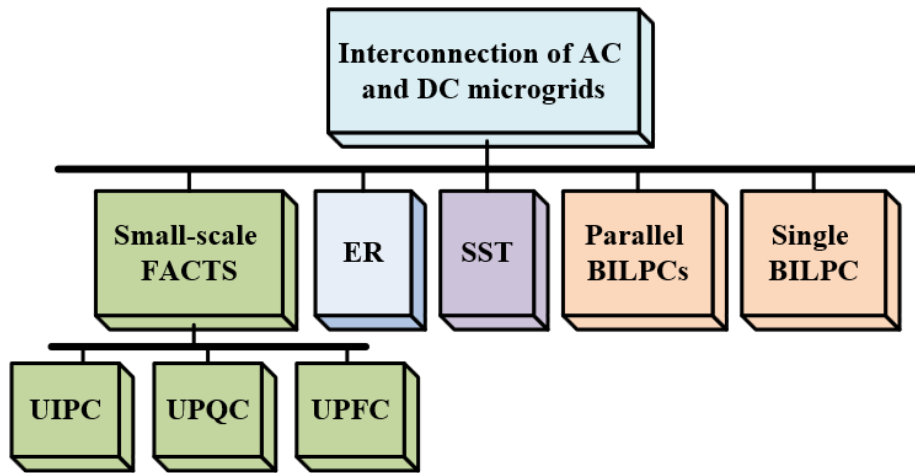 Interconnection of AC
and DC microgrids
Small-scale
FACTS
ER
SST
Parallel
BILPCs
Single
BILPC
UIPC
UPQC
UPFC